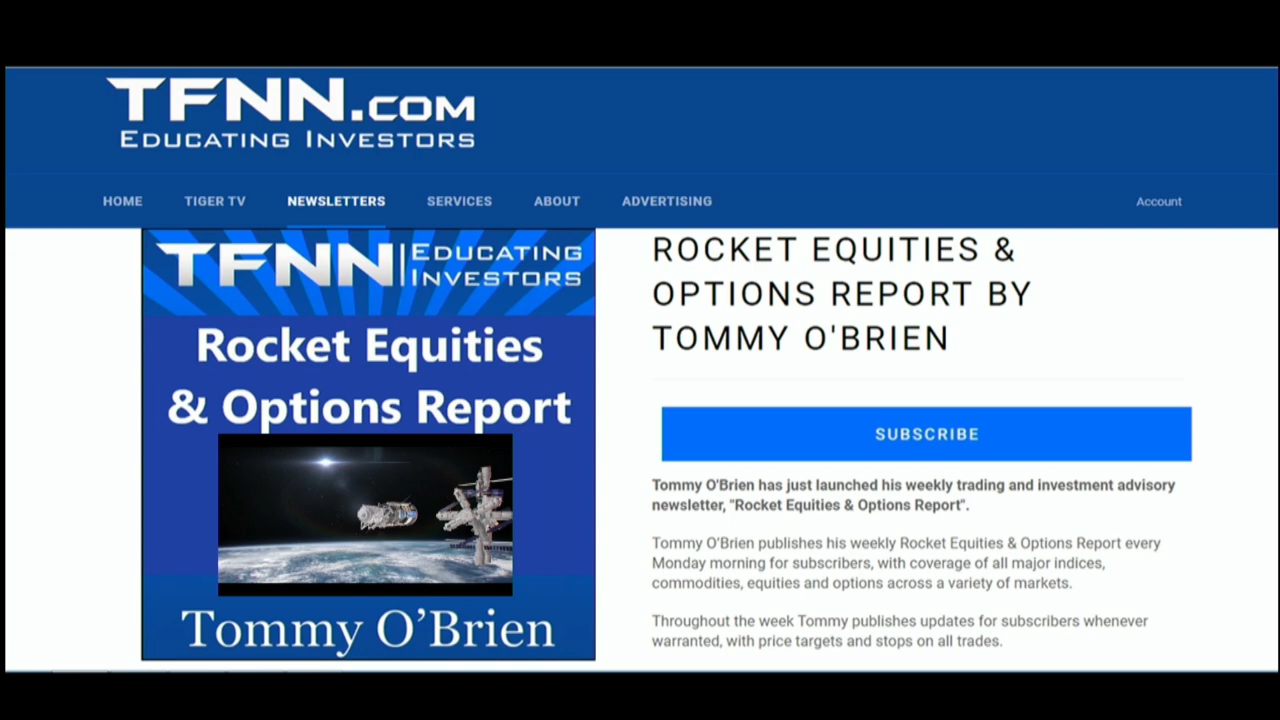 TFNN.COM
EDUCATING INVESTORS
HOME TIGER TV NEWSLETTERS SERVICES ABOUT ADVERTISING Account
TFNN EDUCATING INVESTORS
Rocket Equities
& Options Report
Tommy O’Brien
ROCKET EQUITIES &
OPTIONS REPORT BY
TOMMY O'BRIEN
SUBSCRIBE
Tommy O'Brien has just launched his weekly trading and investment advisory
newsletter, "Rocket Equities & Options Report".
Tommy O'Brien publishes his weekly Rocket Equities & Options Report every
Monday morning for subscribers, with coverage of all major indices,
commodities, equities and options across a variety of markets.
Throughout the week Tommy publishes updates for subscribers whenever
warranted, with price targets and stops on all trades.